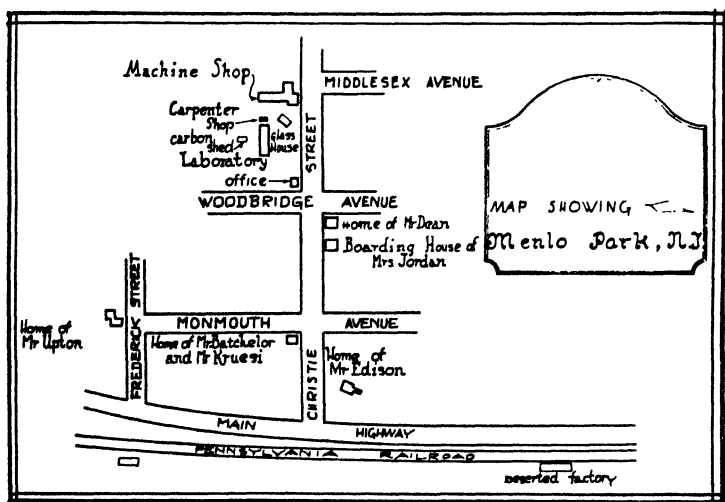 Machine Shop
MIDDLESEX AVENUE
Carpenter
Shop
carbon
shed
Glass
House
Laboratory
STREET
office
WOODBRIDGE AVENUE
MAP SHOWING
Menlo Park, N.J.
Home of Mr Dean
Boarding House of
Mrs Jordan
FREDERICK STREET
MONMOUTH AVENUE
Home of
Mr Upton
Home of Mr Batchelor
and Mr Kruesi
Home of
Mr Edison
CHRISTIE
MAIN HIGHWAY
PENNSYLVANIA RAILROAD
Deserted factory